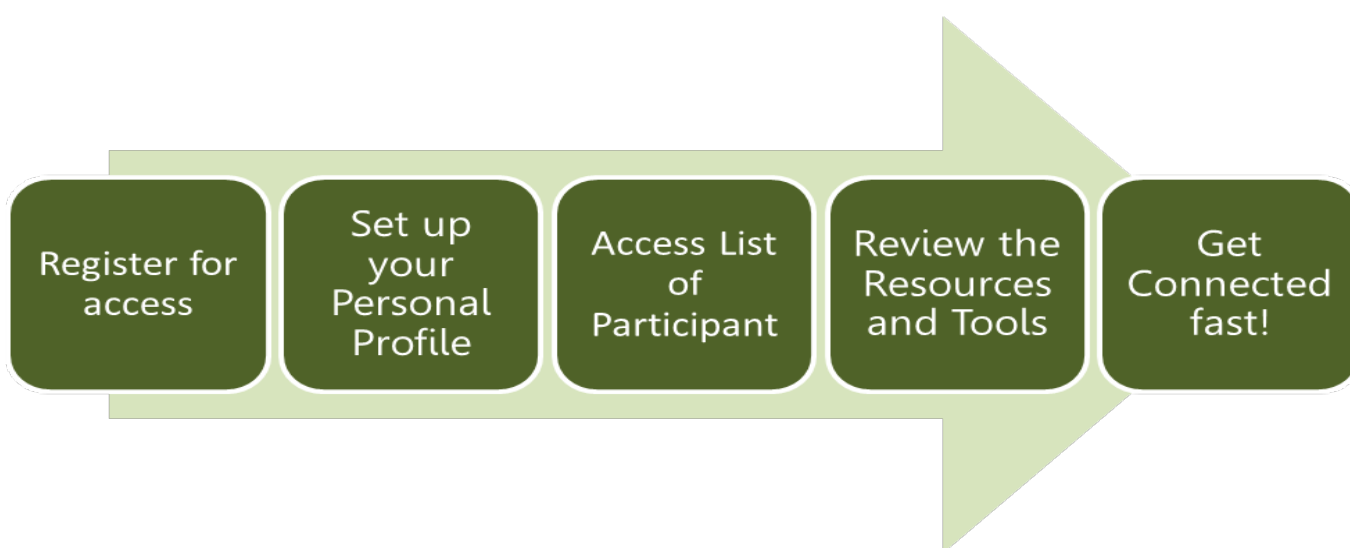 Register for
access
Set up
your
Personal
Profile
Access List
of
Participant
Review the
Resources
and Tools
Get
Connected
fast!